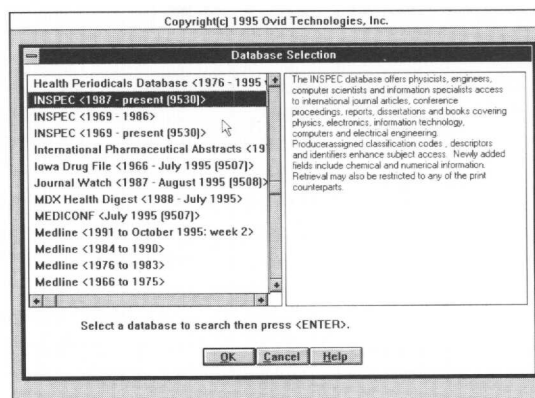 Copyright[c] 1995 Ovid Technologies, Inc.
Database Selection
Health Periodicals Database <1976 - 1995
INSPEC <1987 - present [9530]>
INSPEC <1969 - 1986>
INSPEC <1969 - present [9530]>
International Pharmaceutical Abstracts <19
Iowa Drug File <1966 - July 1995 [9507]>
Journal Watch <1987 - August 1995 [9508]>
MDX Health Digest <1988 - July 1995>
MEDICONF <July 1995 [9507]>
Medline <1991 to October 1995: week 2>
Medline <1984 to 1990>
Medline <1976 to 1983>
Medline <1966 to 1975>
The INSPEC database offers physicists, engineers,
computer scientists and information specialists access
to international journal articles, conference
proceedings, reports, dissertations and books covering
physics, electronics, information technology,
computers and electrical engineering.
Producerassigned classification codes , descriptors
and identifiers enhance subject access. Newly added
fields include chemical and numerical information.
Retrieval may also be restricted to any of the print
counterparts.
Select a database to search then press <ENTER>.
OK
Cancel
Help